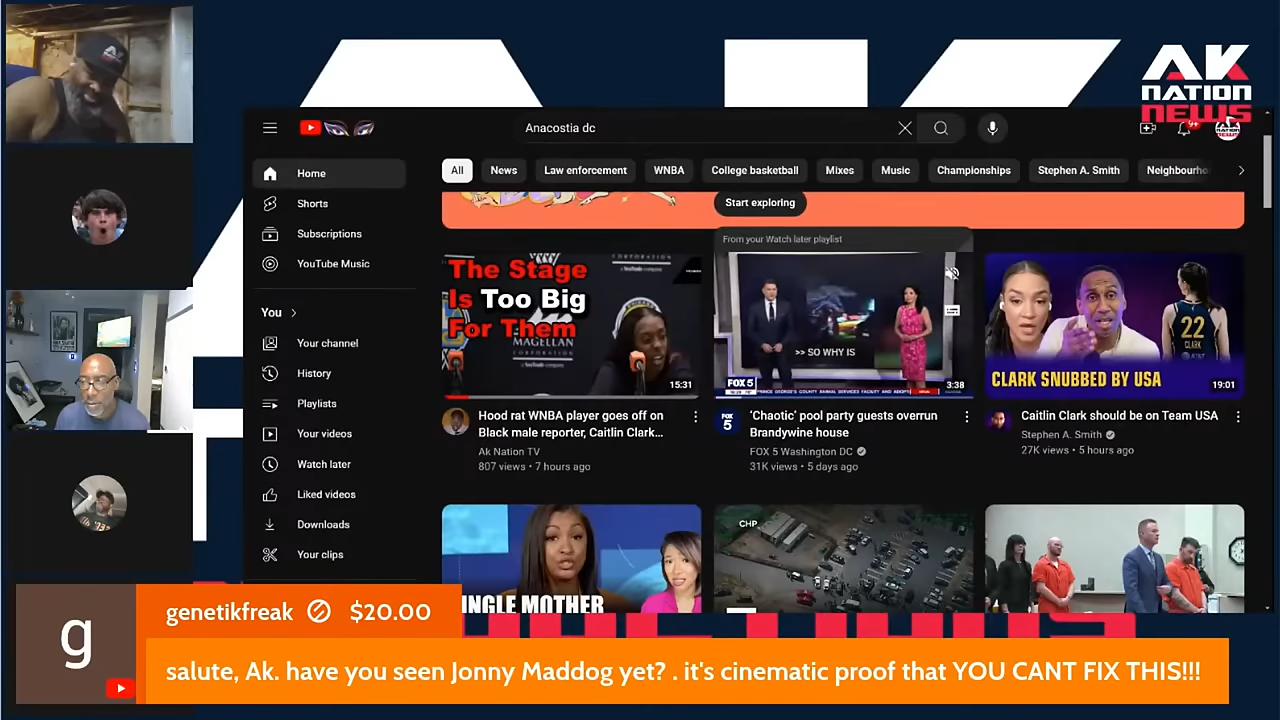 AK
NATION
NEWS
Anacostia dc
9+
Home
Shorts
Subscriptions
YouTube Music
You
Your channel
History
Playlists
Your videos
Watch later
Liked videos
Downloads
Your clips
All
News
Law enforcement
WNBA
College basketball
Mixes
Music
Championships
Stephen A. Smith
Neighbourho
Start exploring
From your Watch later playlist
The Stage
Is Too Big
For Them
MAGELLAN
CORPORATION
15:31
Hood rat WNBA player goes off on
Black male reporter, Caitlin Clark...
Ak Nation TV
807 views • 7 hours ago
>> SO WHY IS
FOX 5
3:38
FOX
5
‘Chaotic’ pool party guests overrun
Brandywine house
FOX 5 Washington DC
31K views • 5 days ago
22
CLARK
CLARK SNUBBED BY USA
19:01
Caitlin Clark should be on Team USA
Stephen A. Smith
27K views • 5 hours ago
INGLE MOTHER
CHP
g
genetikfreak $20.00
salute, Ak. have you seen Jonny Maddog yet? . it's cinematic proof that YOU CANT FIX THIS!!!